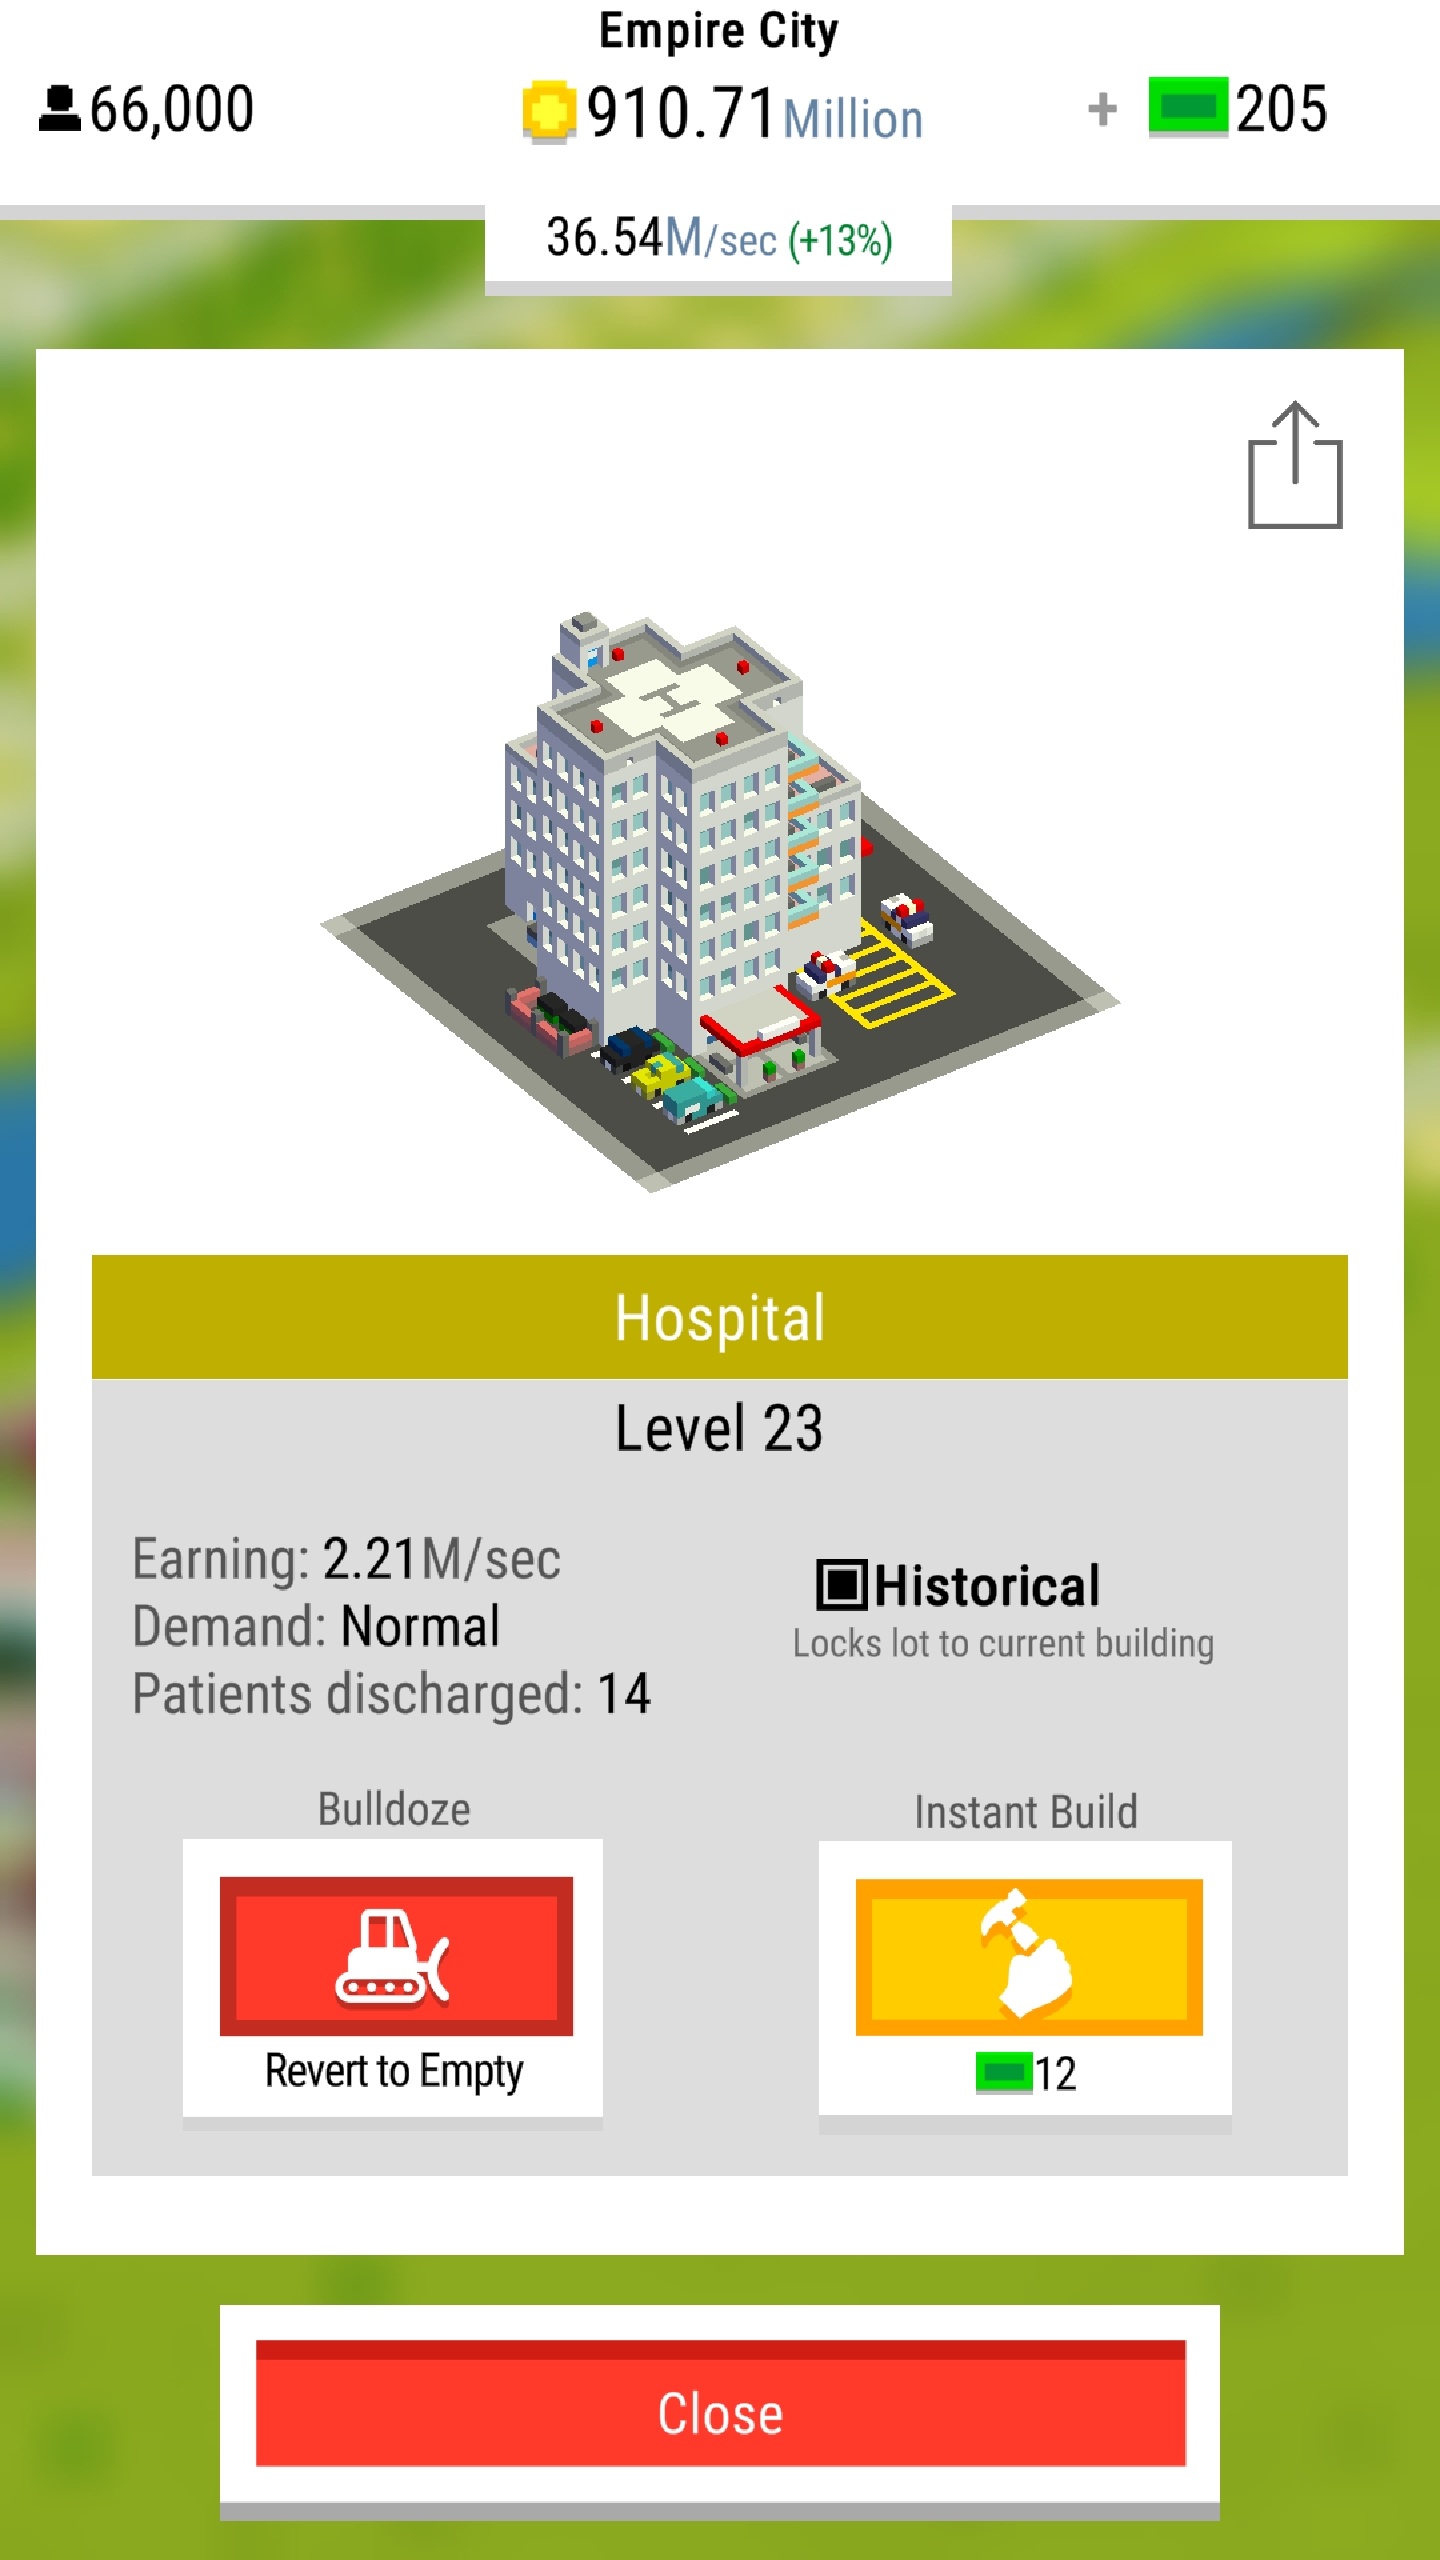 Empire City
66,000
910.71 Million
+ 205
36.54M/sec (+13%)
H
Hospital
Level 23
Earning: 2.21M/sec
Demand: Normal
Patients discharged: 14
Historical
Locks lot to current building
Bulldoze
Revert to Empty
Instant Build
12
Close